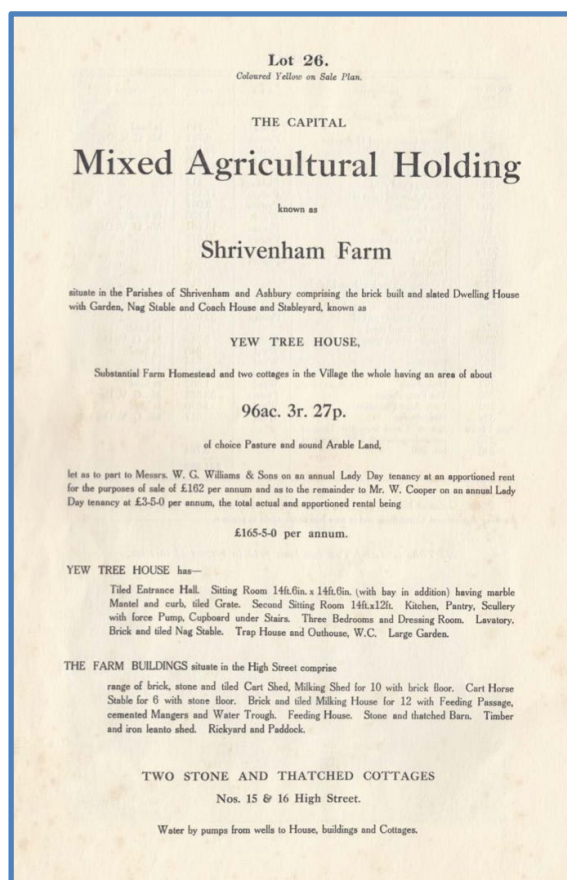 Lot 26.
Coloured Yellow on Sale Plan.
THE CAPITAL
Mixed Agricultural Holding
known as
Shrivenham Farm
situate in the Parishes of Shrivenham and Ashbury comprising the brick built and slated Dwelling House
with Garden, Nag Stable and Coach House and Stableyard, known as
YEW TREE HOUSE,
Substantial Farm Homestead and two cottages in the Village the whole having an area of about
96ac. 3r. 27p.
of choice Pasture and sound Arable Land,
let as to part to Messrs. W. G. Williams & Sons on an annual Lady Day tenancy at an apportioned rent
for the purposes of sale of £162 per annum and as to the remainder to Mr. W. Cooper on an annual Lady
Day tenancy at £3-5-0 per annum, the total actual and apportioned rental being
£165-5-0 per annum.
YEW TREE HOUSE has—
Tiled Entrance Hall. Sitting Room 14ft.6in. x 14ft.6in. (with bay in addition) having marble
Mantel and curb, tiled Grate. Second Sitting Room 14ft.x12ft. Kitchen, Pantry, Scullery
with force Pump, Cupboard under Stairs. Three Bedrooms and Dressing Room. Lavatory.
Brick and tiled Nag Stable. Trap House and Outhouse, W.C. Large Garden.
THE FARM BUILDINGS situate in the High Street comprise
range of brick, stone and tiled Cart Shed, Milking Shed for 10 with brick floor. Cart Horse
Stable for 6 with stone floor. Brick and tiled Milking House for 12 with Feeding Passage,
cemented Mangers and Water Trough. Feeding House. Stone and thatched Barn. Timber
and iron leanto shed. Rickyard and Paddock.
TWO STONE AND THATCHED COTTAGES
Nos. 15 & 16 High Street.
Water by pumps from wells to House, buildings and Cottages.